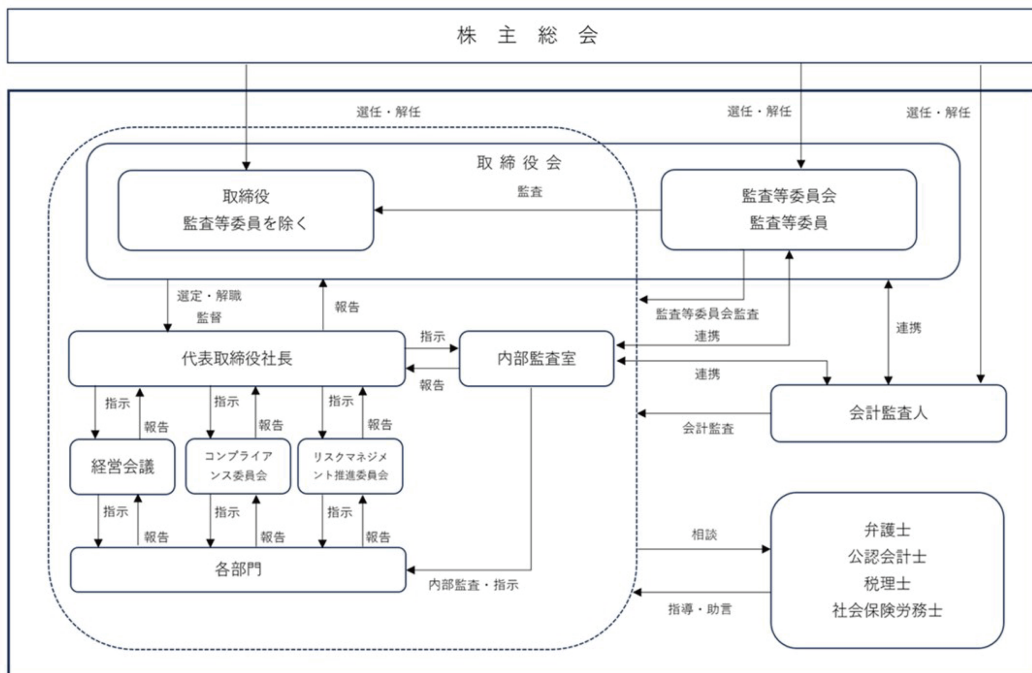 株 主 総 会
選任・解任
選任・解任
選任・解任
取 締 役 会
取締役
監査等委員を除く
監査
監査等委員会
監査等委員
選定・解職
監督
報告
監査等委員会監査
連携
連携
代表取締役社長
指示
報告
内部監査室
連携
会計監査人
会計監査
指示
報告
指示
報告
指示
報告
経営会議
コンプライア
ンス委員会
リスクマネジメ
ント推進委員会
指示
報告
指示
報告
指示
報告
各部門
内部監査・指示
相談
指導・助言
弁護士
公認会計士
税理士
社会保険労務士